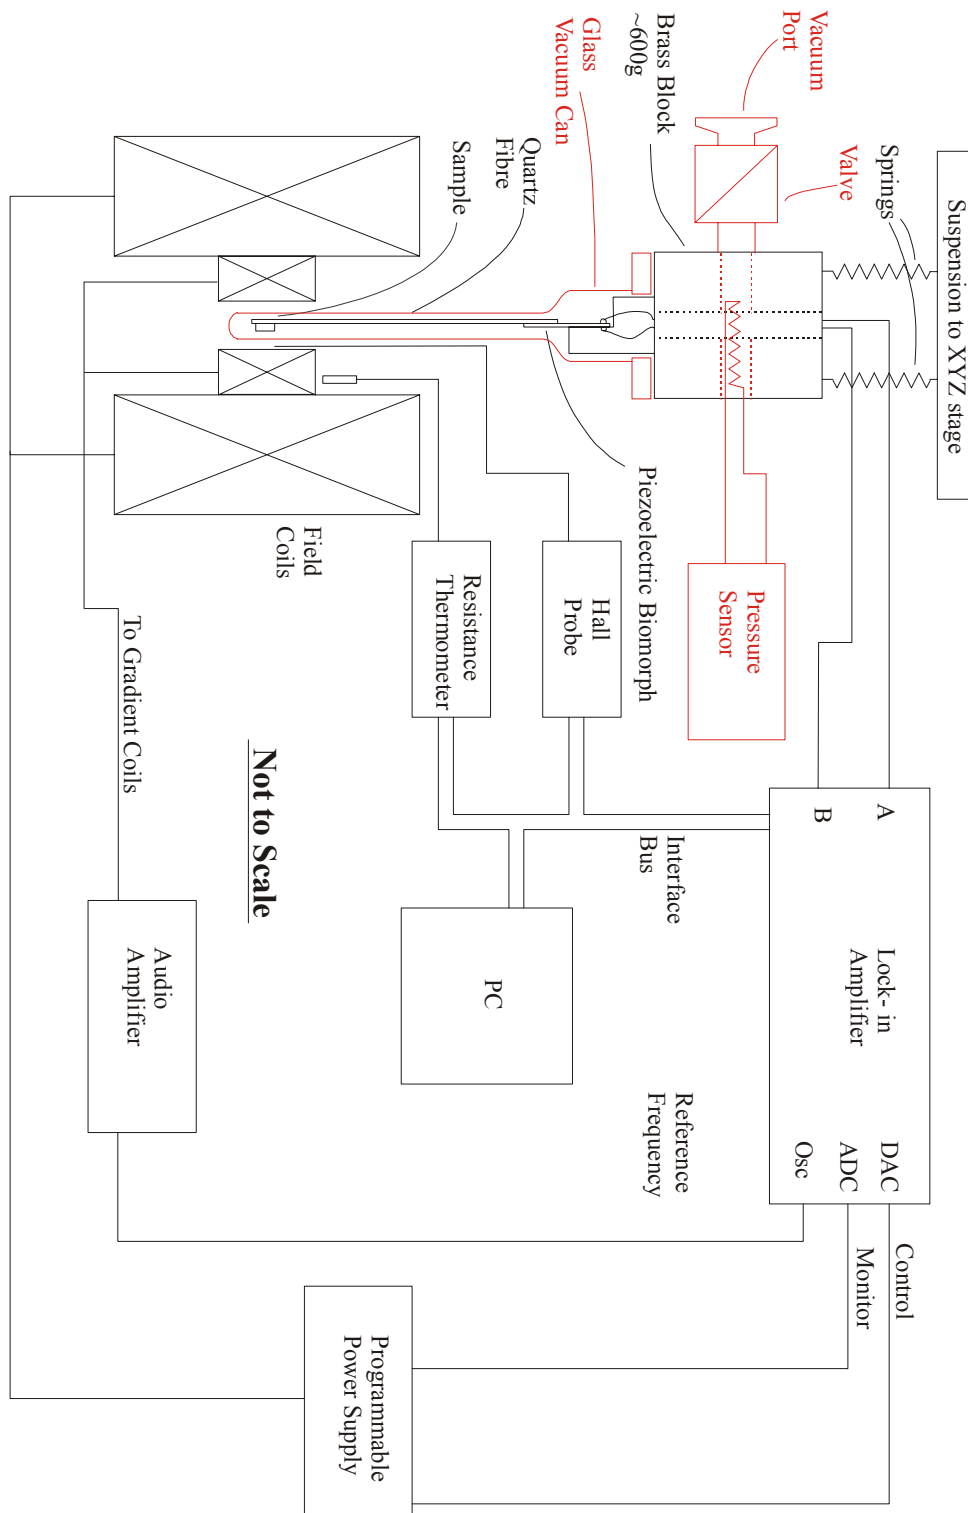 Suspension to XYZ stage
Springs
Vacuum
Port
Valve
Brass Block
~600g
Glass
Vacuum Can
Quartz
Fibre
Sample
Piezoelectric Biomorph
Pressure
Sensor
Field
Coils
Resistance
Thermometer
Hall
Probe
To Gradient Coils
Not to Scale
A
B
Lock- in
Amplifier
DAC
ADC
Osc
Interface
Bus
PC
Reference
Frequency
Audio
Amplifier
Control
Monitor
Programmable
Power Supply